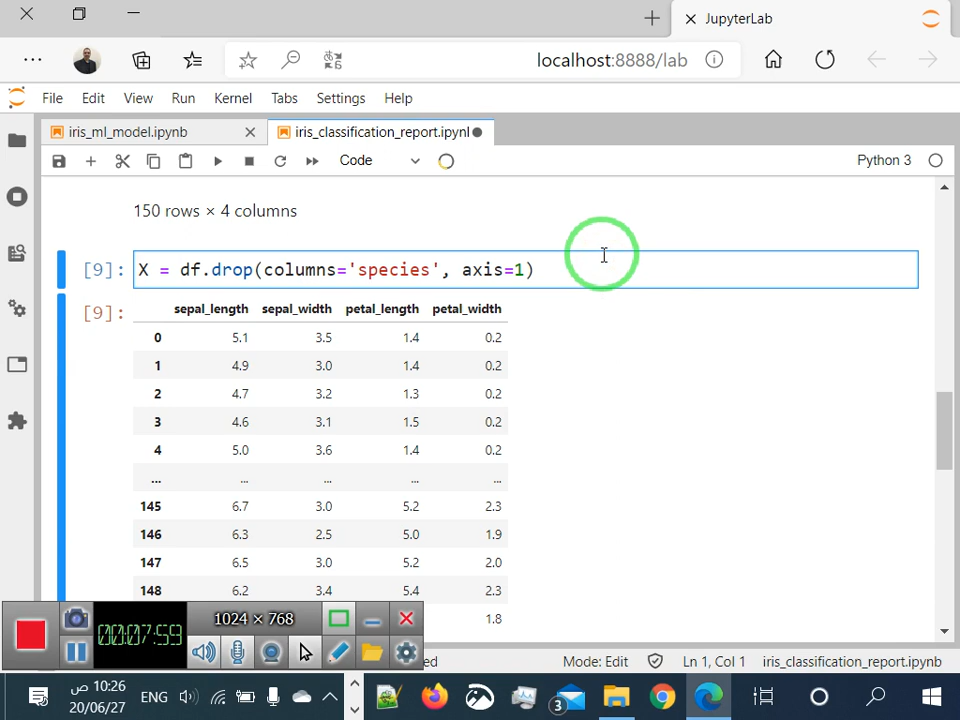 JupyterLab
localhost:8888/lab
File Edit View Run Kernel Tabs Settings Help
iris_ml_model.ipynb
iris_classification_report.ipynl
Code
Python 3
150 rows × 4 columns
[9]: X = df.drop(columns='species', axis=1)
[9]: sepal_length sepal_width petal_length petal_width
0 5.1 3.5 1.4 0.2
1 4.9 3.0 1.4 0.2
2 4.7 3.2 1.3 0.2
3 4.6 3.1 1.5 0.2
4 5.0 3.6 1.4 0.2
... ... ... ... ...
145 6.7 3.0 5.2 2.3
146 6.3 2.5 5.0 1.9
147 6.5 3.0 5.2 2.0
148 6.2 3.4 5.4 2.3
1.8
1024 × 768
00:07:59
ed Mode: Edit Ln 1, Col 1 iris_classification_report.ipynb
10:26 ص
20/06/27
ENG
3